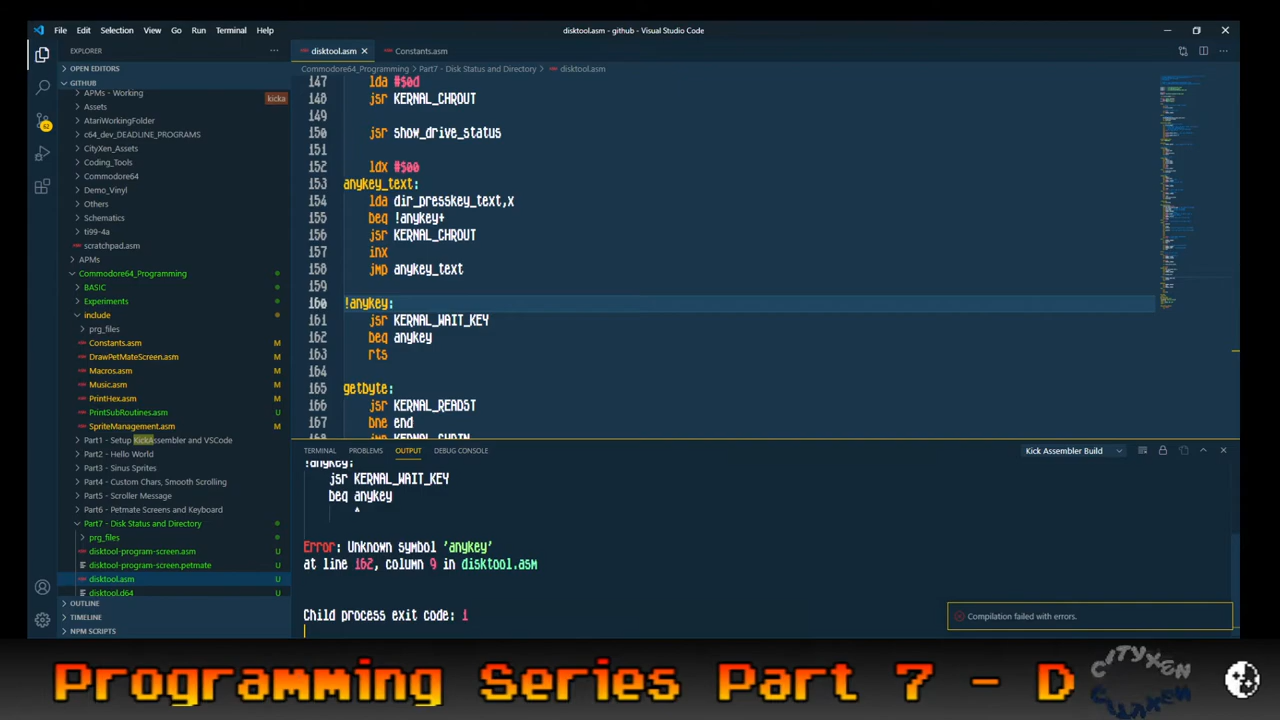 File Edit Selection View Go Run Terminal Help
disktool.asm - github - Visual Studio Code
EXPLORER
OPEN EDITORS
GITHUB
APMs - Working
kicka
Assets
AtariWorkingFolder
c64_dev_DEADLINE_PROGRAMS
62
CityXen_Assets
Coding_Tools
Commodore64
Demo_Vinyl
Others
Schematics
ti99-4a
scratchpad.asm
APMs
Commodore64_Programming
BASIC
Experiments
include
prg_files
Constants.asm M
DrawPetMateScreen.asm M
Macros.asm M
Music.asm M
PrintHex.asm M
PrintSubRoutines.asm U
SpriteManagement.asm M
Part1 - Setup KickAssembler and VSCode
Part2 - Hello World
Part3 - Sinus Sprites
Part4 - Custom Chars, Smooth Scrolling
Part5 - Scroller Message
Part6 - Petmate Screens and Keyboard
Part7 - Disk Status and Directory
prg_files
disktool-program-screen.asm U
disktool-program-screen.petmate U
disktool.asm U
disktool.d64 U
OUTLINE
TIMELINE
NPM SCRIPTS
disktool.asm Constants.asm
Commodore64_Programming > Part7 - Disk Status and Directory > disktool.asm
147 lda #$0d
148 jsr KERNAL_CHROUT
149
150 jsr show_drive_status
151
152 ldx #$00
153 anykey_text:
154 lda dir_presskey_text,x
155 beq !anykey+
156 jsr KERNAL_CHROUT
157 inx
158 jmp anykey_text
159
160 !anykey:
161 jsr KERNAL_WAIT_KEY
162 beq anykey
163 rts
164
165 getbyte:
166 jsr KERNAL_READST
167 bne end
168 jmp KERNAL_CHRIN
TERMINAL PROBLEMS OUTPUT DEBUG CONSOLE
Kick Assembler Build
!anykey:
jsr KERNAL_WAIT_KEY
beq anykey
^
Error: Unknown symbol 'anykey'
at line 162, column 9 in disktool.asm
Child process exit code: 1
Compilation failed with errors.
Programming Series Part 7 - D
CITYXEN